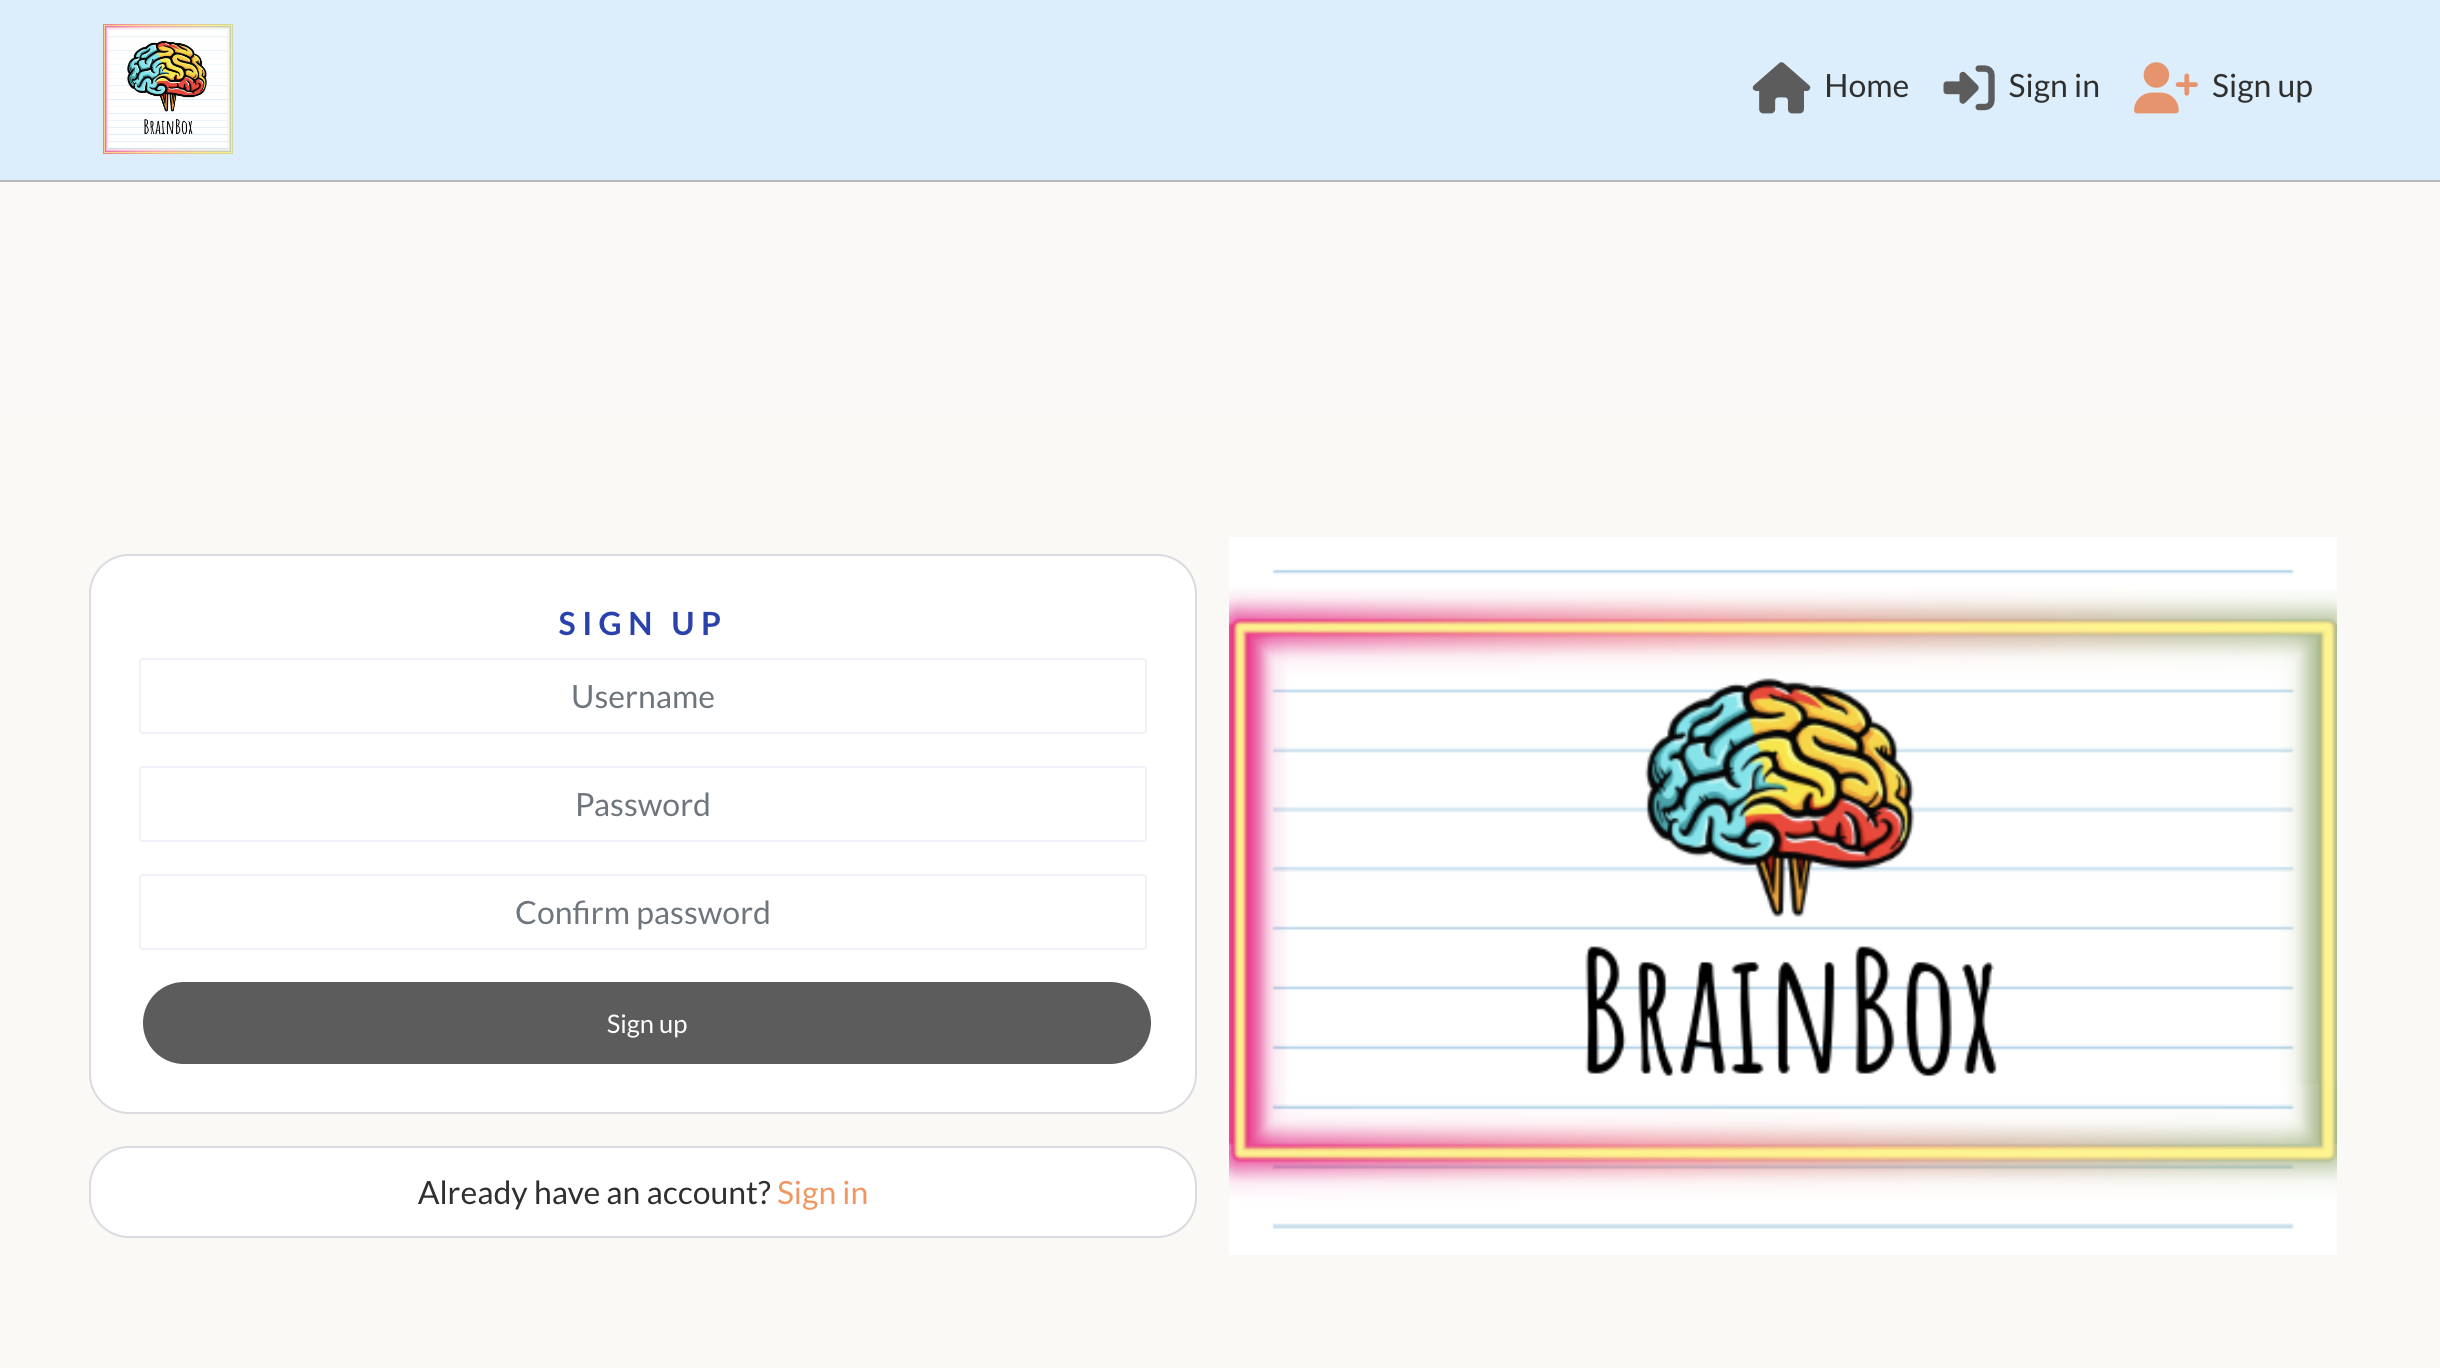 BRAINBOX
Home
Sign in
Sign up
SIGN UP
Username
Password
Confirm password
Sign up
Already have an account? Sign in
BRAINBOX